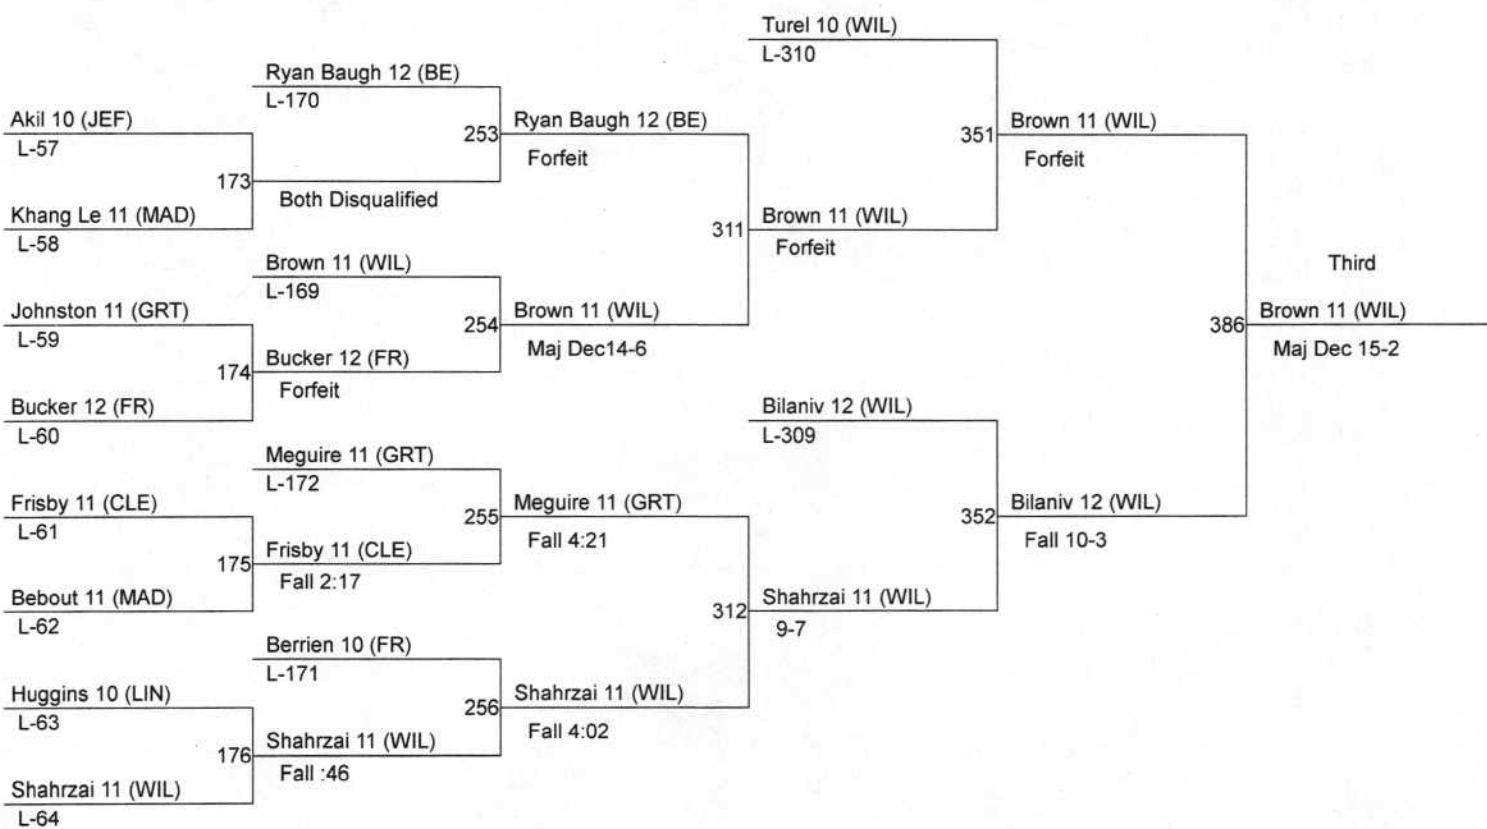 Turel 10 (WIL)
L-310
Ryan Baugh 12 (BE)
L-170
Akil 10 (JEF)
L-57
253
Ryan Baugh 12 (BE)
Forfeit
351
Brown 11 (WIL)
Forfeit
173
Both Disqualified
Khang Le 11 (MAD)
L-58
311
Brown 11 (WIL)
Forfeit
Brown 11 (WIL)
L-169
Third
Johnston 11 (GRT)
L-59
254
Brown 11 (WIL)
Maj Dec14-6
386
Brown 11 (WIL)
Maj Dec 15-2
174
Bucker 12 (FR)
Forfeit
Bucker 12 (FR)
L-60
Bilaniv 12 (WIL)
L-309
Meguire 11 (GRT)
L-172
Frisby 11 (CLE)
L-61
255
Meguire 11 (GRT)
Fall 4:21
352
Bilaniv 12 (WIL)
Fall 10-3
175
Frisby 11 (CLE)
Fall 2:17
Bebout 11 (MAD)
L-62
312
Shahrzai 11 (WIL)
9-7
Berrien 10 (FR)
L-171
Huggins 10 (LIN)
L-63
256
Shahrzai 11 (WIL)
Fall 4:02
176
Shahrzai 11 (WIL)
Fall :46
Shahrzai 11 (WIL)
L-64